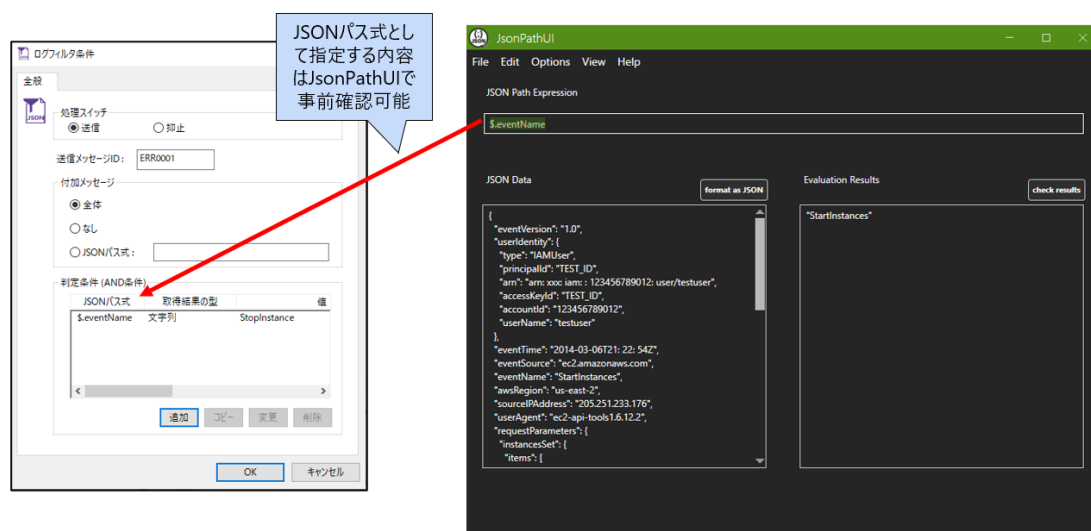 JSONパス式とし
て指定する内容
はJsonPathUIで
事前確認可能
ログフィルタ条件
全般
JSON
処理スイッチ
送信
抑止
送信メッセージID：
ERR0001
付加メッセージ
全体
なし
JSONパス式：
判定条件 (AND条件)
JSONパス式 取得結果の型 値
$.eventName 文字列 StopInstance
追加 コピー 変更 削除
OK キャンセル
JSON
JsonPathUI
File Edit Options View Help
JSON Path Expression
$.eventName
JSON Data
format as JSON
{
"eventVersion": "1.0",
"userIdentity": {
"type": "IAMUser",
"principalId": "TEST_ID",
"arn": "arn: xxx: iam: : 123456789012: user/testuser",
"accessKeyId": "TEST_ID",
"accountId": "123456789012",
"userName": "testuser"
},
"eventTime": "2014-03-06T21: 22: 54Z",
"eventSource": "ec2.amazonaws.com",
"eventName": "StartInstances",
"awsRegion": "us-east-2",
"sourceIPAddress": "205.251.233.176",
"userAgent": "ec2-api-tools1.6.12.2",
"requestParameters": {
"instancesSet": {
"items": [
Evaluation Results
check results
"StartInstances"